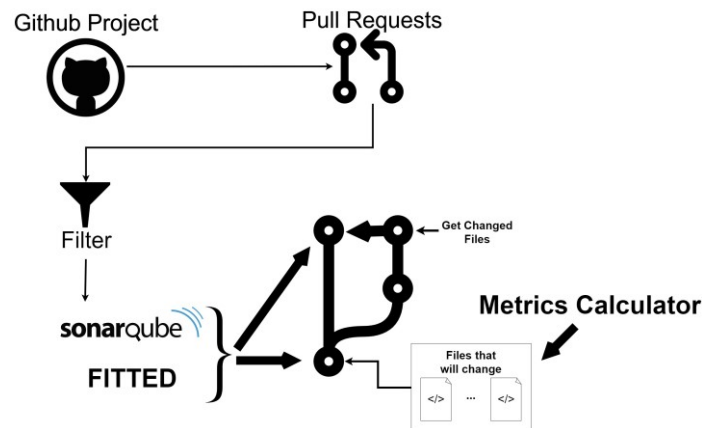 Github Project
Pull Requests
Filter
Get Changed
Files
sonarqube
FITTED
Metrics Calculator
Files that
will change
</> ... </>